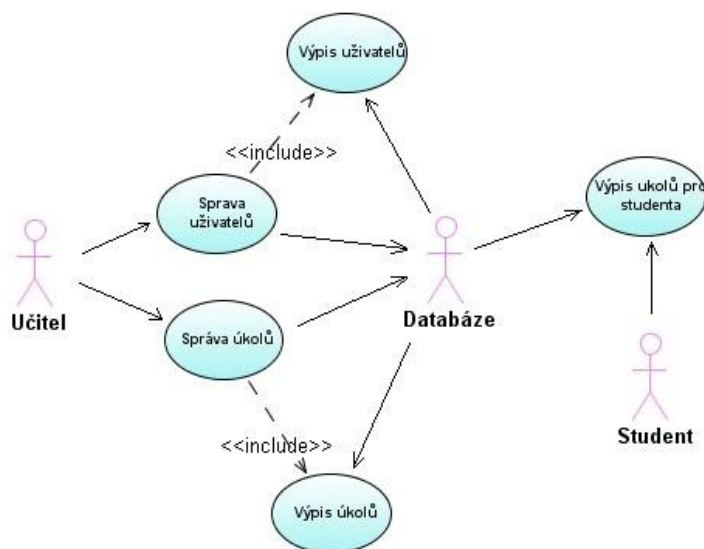 Výpis uživatelů
<<include>>
Sprava
uživatelů
Výpis ukolů pro
studenta
Učitel
Databáze
Správa úkolů
Student
<<include>>
Výpis úkolů